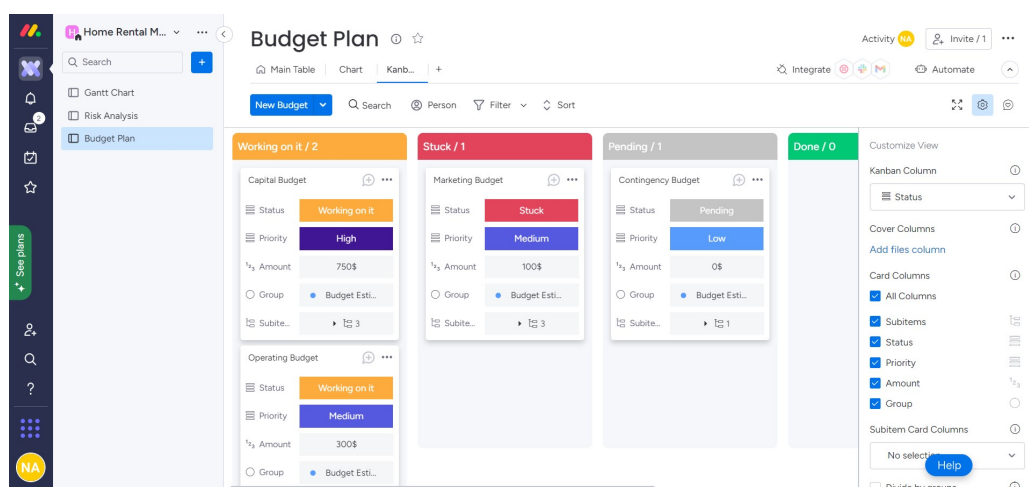 Home Rental M...
Search
Gantt Chart
Risk Analysis
Budget Plan
2
See plans
?
NA
Budget Plan
Activity NA
Invite / 1
Main Table
Chart
Kanb...
+
Integrate
Automate
New Budget
Search
Person
Filter
Sort
Working on it / 2
Capital Budget
Status Working on it
Priority High
Amount 750$
Group Budget Esti...
Subite... 3
Operating Budget
Status Working on it
Priority Medium
Amount 300$
Group Budget Esti...
Stuck / 1
Marketing Budget
Status Stuck
Priority Medium
Amount 100$
Group Budget Esti...
Subite... 3
Pending / 1
Contingency Budget
Status Pending
Priority Low
Amount 0$
Group Budget Esti...
Subite... 1
Done / 0
Customize View
Kanban Column
Status
Cover Columns
Add files column
Card Columns
All Columns
Subitems
Status
Priority
Amount
Group
Subitem Card Columns
No selection
Help
Divide by groups